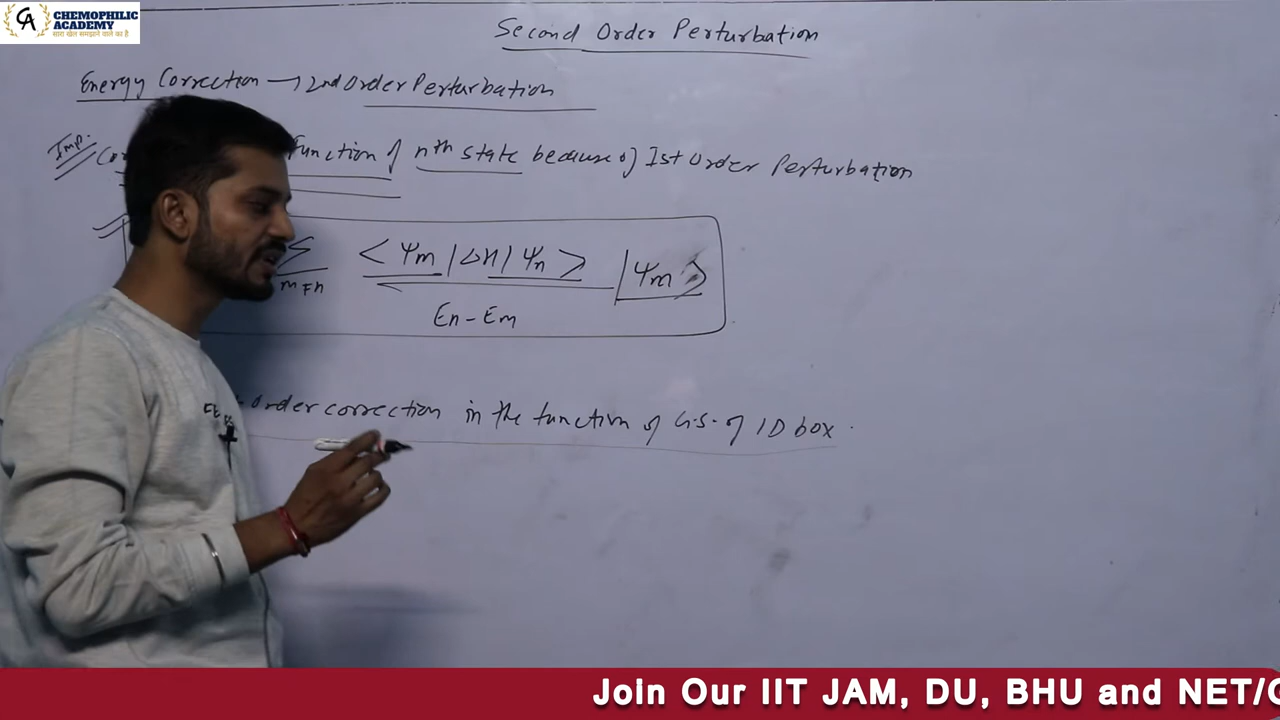 CA CHEMOPHILIC ACADEMY
सारा खेल समझाने वाले का है
Second Order Perturbation
Energy Correction → 2nd Order Perturbation
Imp. function of nth state because of Ist Order Perturbation
Σ <Ψm|ΔH|Ψn> |Ψm>
m≠n
En-Em
Order correction in the function of G.S. of 1D box.
Join Our IIT JAM, DU, BHU and NET/